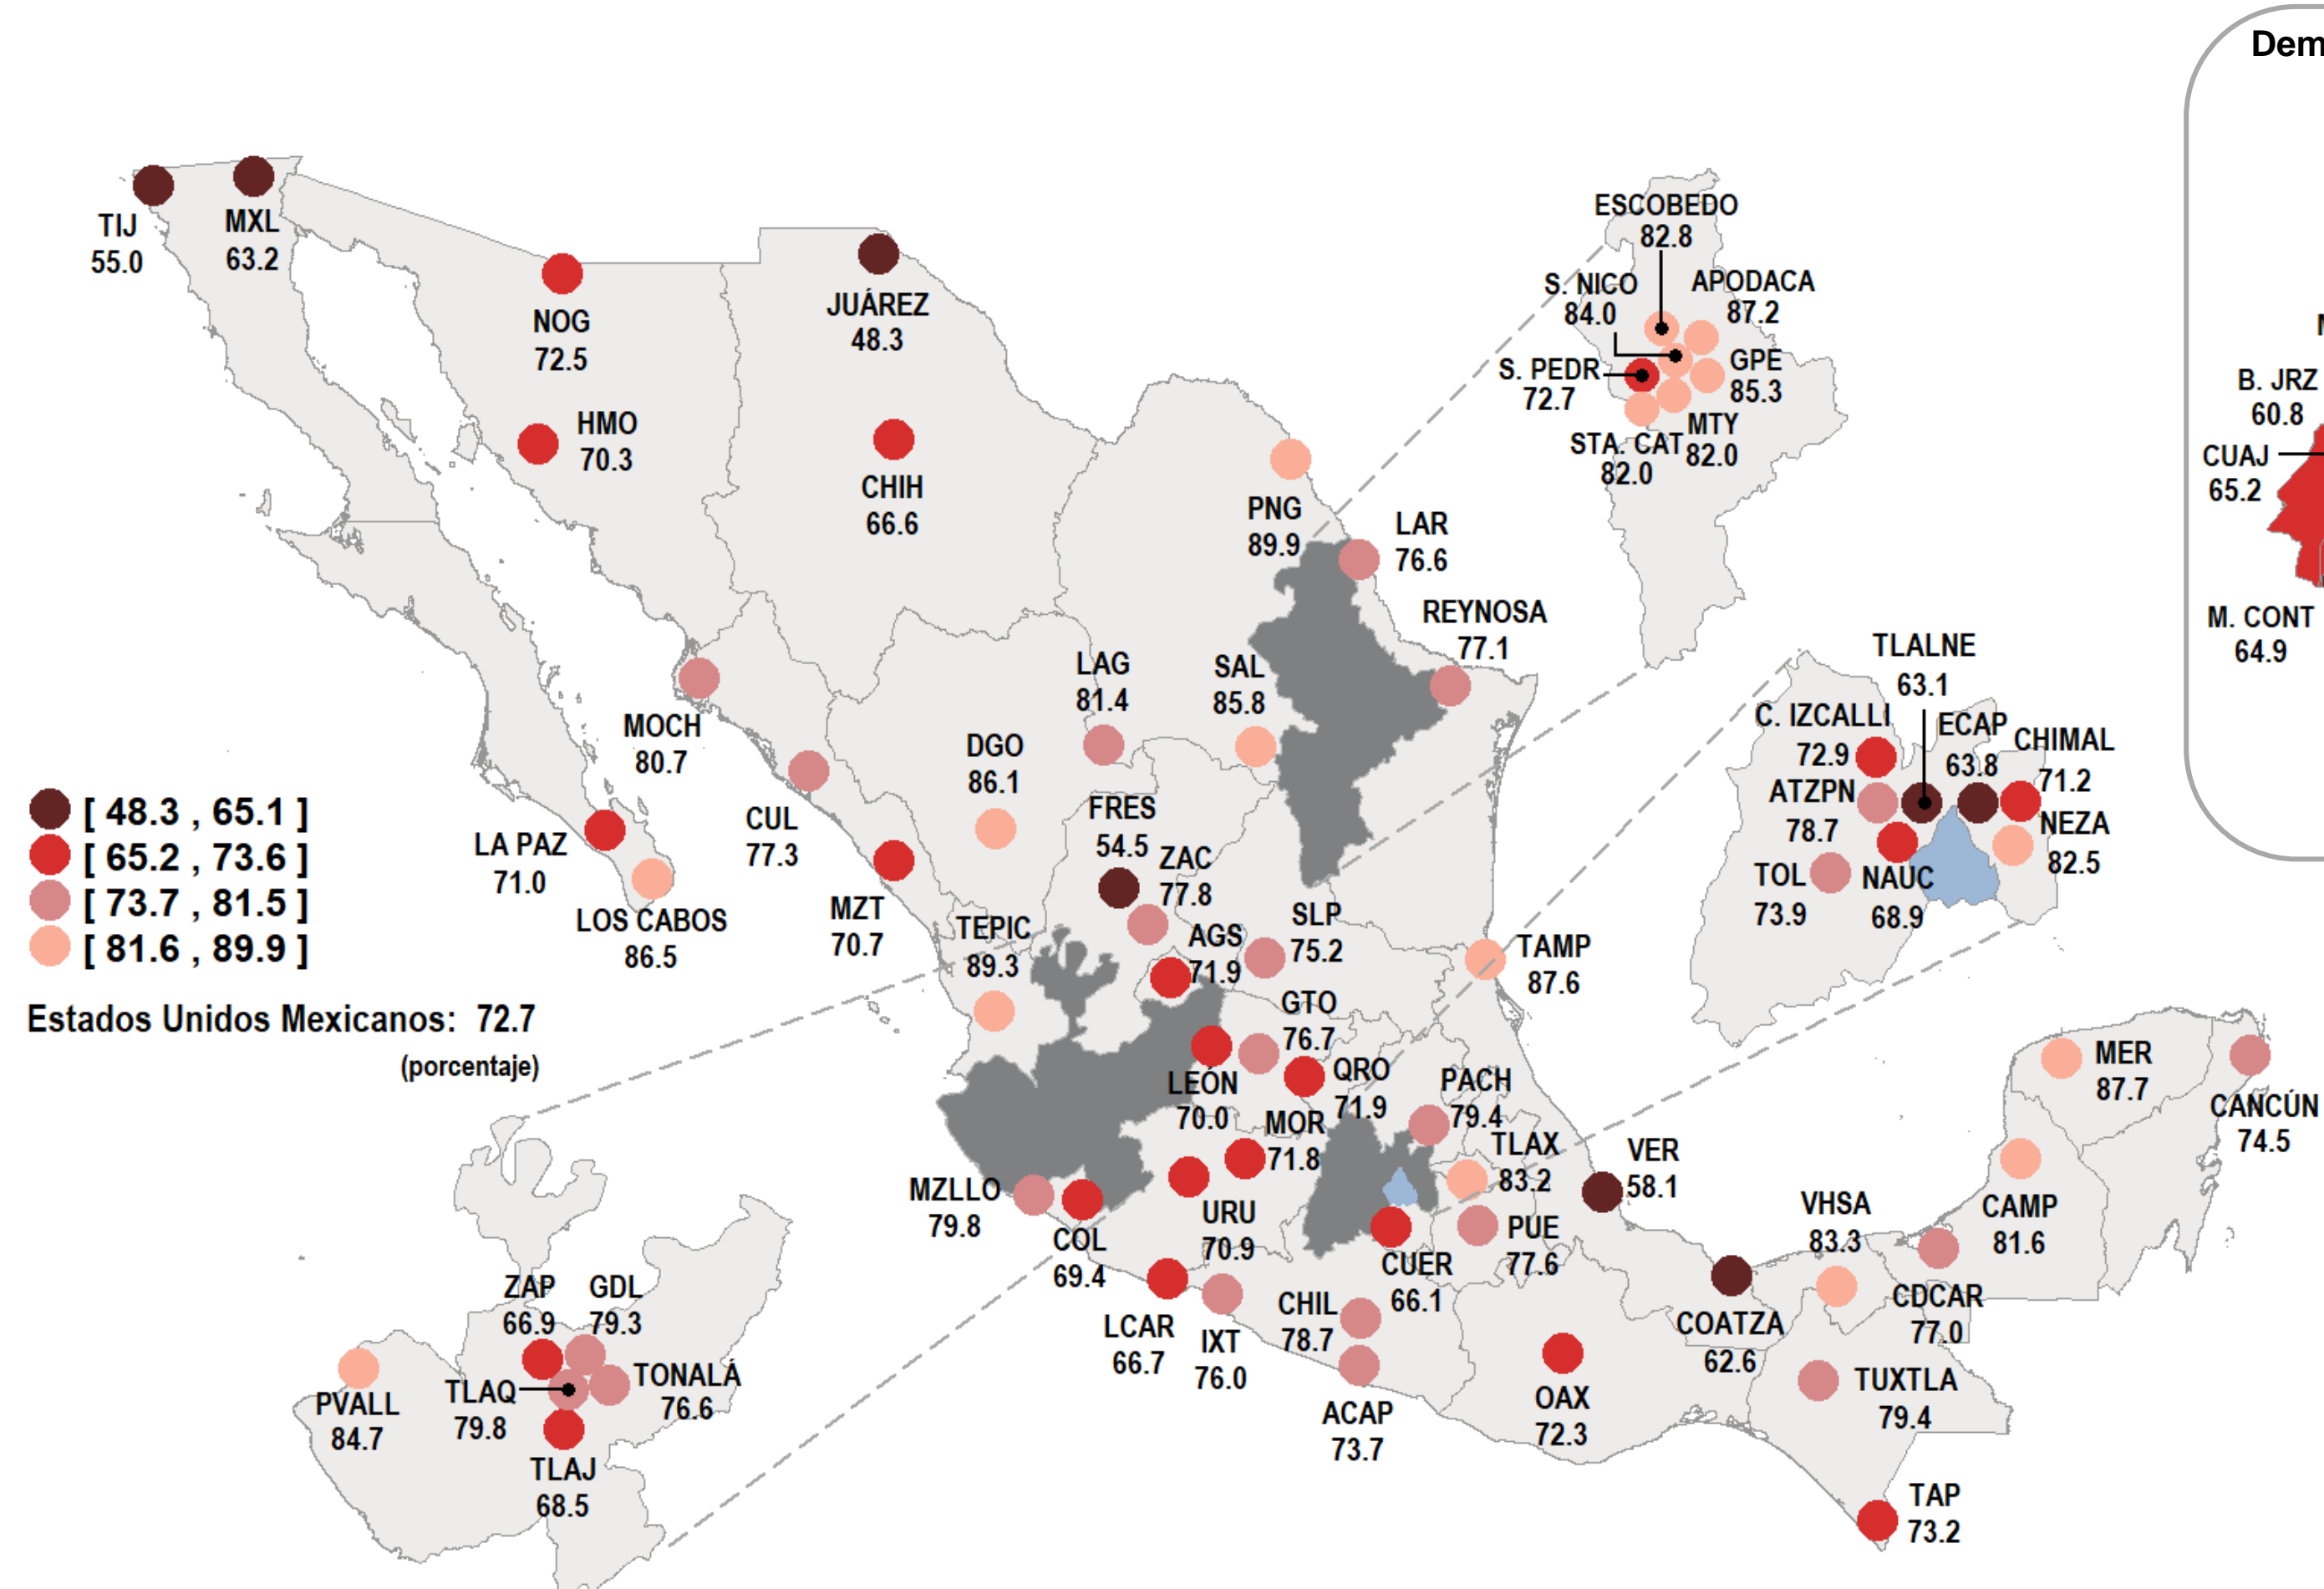 Dem
TIJ
55.0
MXL
63.2
NOG
72.5
HMO
70.3
JUÁREZ
48.3
CHIH
66.6
ESCOBEDO
82.8
S. NICO
84.0
APODACA
87.2
S. PEDR
72.7
GPE
85.3
MTY
82.0
STA. CAT
82.0
B. JRZ
60.8
CUAJ
65.2
M. CONT
64.9
PNG
89.9
LAR
76.6
REYNOSA
77.1
LAG
81.4
SAL
85.8
MOCH
80.7
DGO
86.1
CUL
77.3
MZT
70.7
LA PAZ
71.0
LOS CABOS
86.5
FRES
54.5
ZAC
77.8
TEPIC
89.3
AGS
71.9
SLP
75.2
TAMP
87.6
TLALNE
63.1
C. IZCALLI
72.9
ECAP
63.8
CHIMAL
71.2
ATZPN
78.7
NEZA
82.5
TOL
73.9
NAUC
68.9
[ 48.3 , 65.1 ]
[ 65.2 , 73.6 ]
[ 73.7 , 81.5 ]
[ 81.6 , 89.9 ]
Estados Unidos Mexicanos: 72.7
(porcentaje)
GTO
76.7
LEÓN
70.0
QRO
71.9
PACH
79.4
MOR
71.8
TLAX
83.2
VER
58.1
MER
87.7
CANCÚN
74.5
MZLLO
79.8
COL
69.4
URU
70.9
CUER
66.1
PUE
77.6
VHSA
83.3
CAMP
81.6
CDCAR
77.0
COATZA
62.6
LCAR
66.7
IXT
76.0
CHIL
78.7
ACAP
73.7
OAX
72.3
TUXTLA
79.4
TAP
73.2
ZAP
66.9
GDL
79.3
TONALÁ
76.6
TLAQ
79.8
PVALL
84.7
TLAJ
68.5